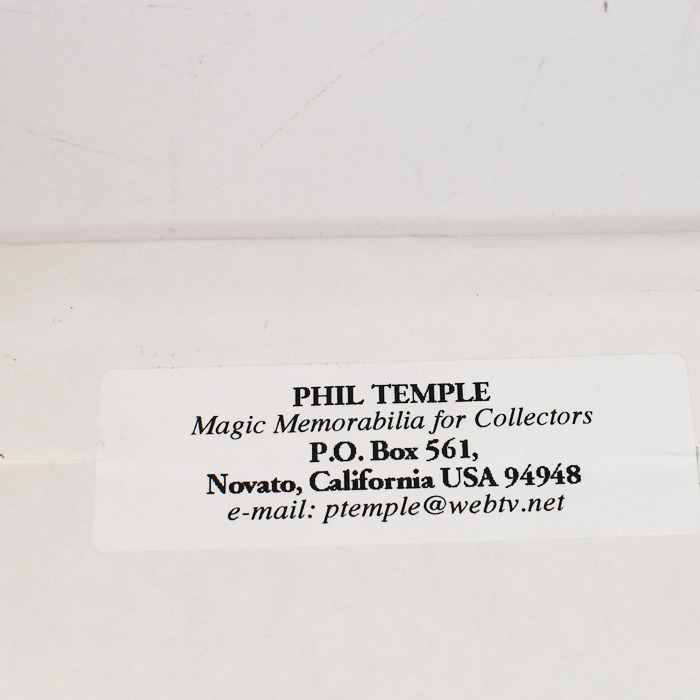 PHIL TEMPLE
Magic Memorabilia for Collectors
P.O. Box 561,
Novato, California USA 94948
e-mail: ptemple@webtv.net